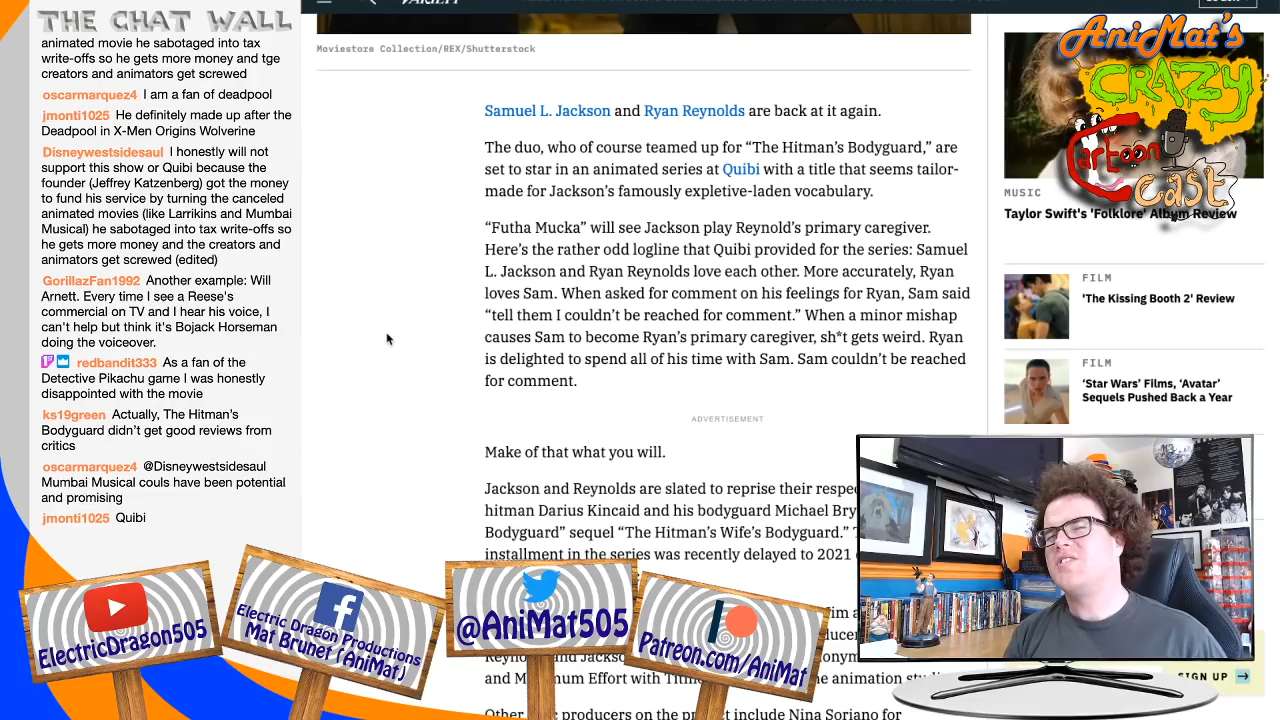 THE CHAT WALL
animated movie he sabotaged into tax
write-offs so he gets more money and tge
creators and animators get screwed
oscarmarquez4 I am a fan of deadpool
jmonti1025 He definitely made up after the
Deadpool in X-Men Origins Wolverine
Disneywestsidesaul I honestly will not
support this show or Quibi because the
founder (Jeffrey Katzenberg) got the money
to fund his service by turning the canceled
animated movies (like Larrikins and Mumbai
Musical) he sabotaged into tax write-offs so
he gets more money and the creators and
animators get screwed (edited)
GorillazFan1992 Another example: Will
Arnett. Every time I see a Reese's
commercial on TV and I hear his voice, I
can't help but think it's Bojack Horseman
doing the voiceover.
redbandit333 As a fan of the
Detective Pikachu game I was honestly
disappointed with the movie
ks19green Actually, The Hitman's
Bodyguard didn't get good reviews from
critics
oscarmarquez4 @Disneywestsidesaul
Mumbai Musical couls have been potential
and promising
jmonti1025 Quibi
Moviestore Collection/REX/Shutterstock
Samuel L. Jackson and Ryan Reynolds are back at it again.
The duo, who of course teamed up for “The Hitman’s Bodyguard,” are
set to star in an animated series at Quibi with a title that seems tailor-
made for Jackson’s famously expletive-laden vocabulary.
“Futha Mucka” will see Jackson play Reynold’s primary caregiver.
Here’s the rather odd logline that Quibi provided for the series: Samuel
L. Jackson and Ryan Reynolds love each other. More accurately, Ryan
loves Sam. When asked for comment on his feelings for Ryan, Sam said
“tell them I couldn’t be reached for comment.” When a minor mishap
causes Sam to become Ryan’s primary caregiver, sh*t gets weird. Ryan
is delighted to spend all of his time with Sam. Sam couldn’t be reached
for comment.
ADVERTISEMENT
Make of that what you will.
Jackson and Reynolds are slated to reprise their
hitman Darius Kincaid and his bodyguard Michael
Bodyguard” sequel “The Hitman’s Wife’s Bodyguard.”
installment in the series was recently delayed to 2021
and
Other producers on the project include Nina Soriano for
AniMat's
CRAZY
Cartoon
Cast
MUSIC
Taylor Swift's 'Folklore' Album Review
FILM
'The Kissing Booth 2' Review
FILM
‘Star Wars’ Films, ‘Avatar’
Sequels Pushed Back a Year
SIGN UP
ElectricDragon505
Electric Dragon Productions
Mat Brunet (AniMat)
@AniMat505
Patreon.com/AniMat